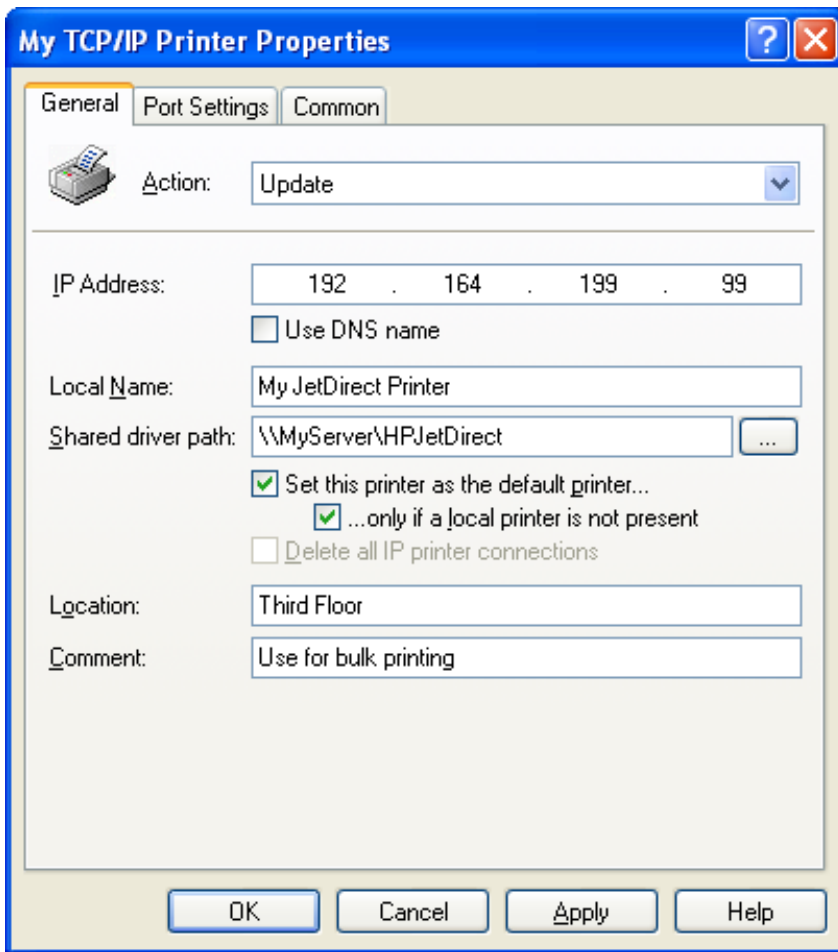 My TCP/IP Printer Properties
General Port Settings Common
Action: Update
IP Address: 192 . 164 . 199 . 99
Use DNS name
Local Name: My JetDirect Printer
Shared driver path: \\MyServer\HPJetDirect ...
Set this printer as the default printer...
...only if a local printer is not present
Delete all IP printer connections
Location: Third Floor
Comment: Use for bulk printing
OK Cancel Apply Help